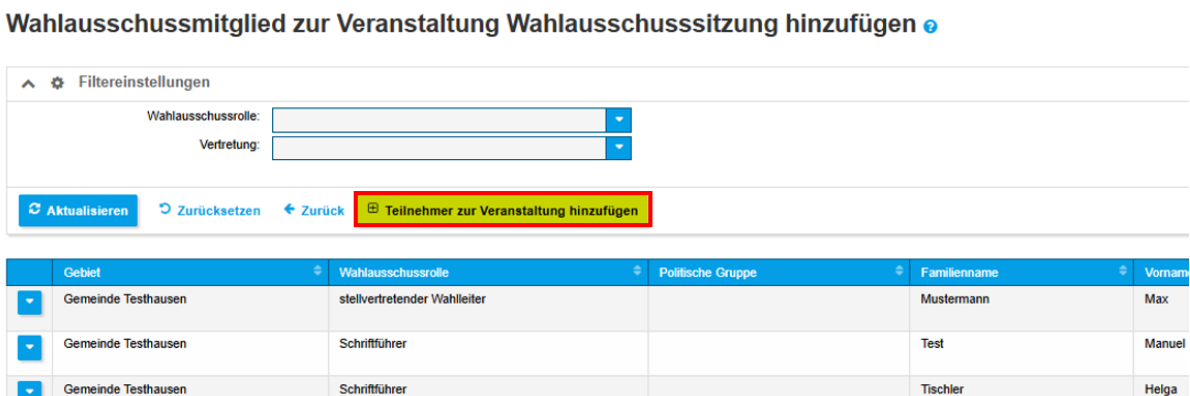 Wahlausschussmitglied zur Veranstaltung Wahlausschusssitzung hinzufügen ?
Filtereinstellungen
Wahlausschussrolle:
Vertretung:
Aktualisieren Zurücksetzen Zurück Teilnehmer zur Veranstaltung hinzufügen
Gebiet Wahlausschussrolle Politische Gruppe Familienname Vorname
Gemeinde Testhausen stellvertretender Wahlleiter Mustermann Max
Gemeinde Testhausen Schriftführer Test Manuel
Gemeinde Testhausen Schriftführer Tischler Helga